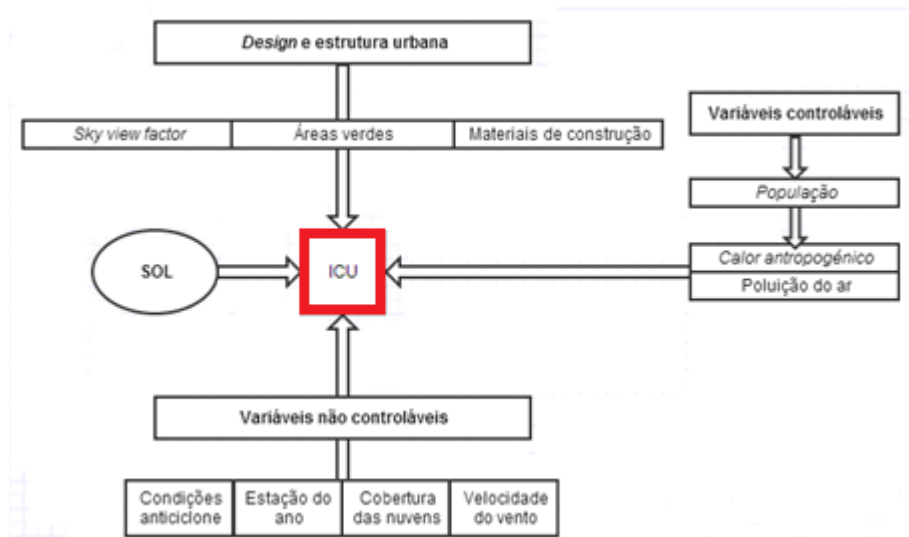 Design e estrutura urbana
Variáveis controláveis
Sky view factor
Áreas verdes
Materiais de construção
População
SOL
ICU
Calor antropogénico
Poluição do ar
Variáveis não controláveis
Condições
anticiclone
Estação do
ano
Cobertura
das nuvens
Velocidade
do vento